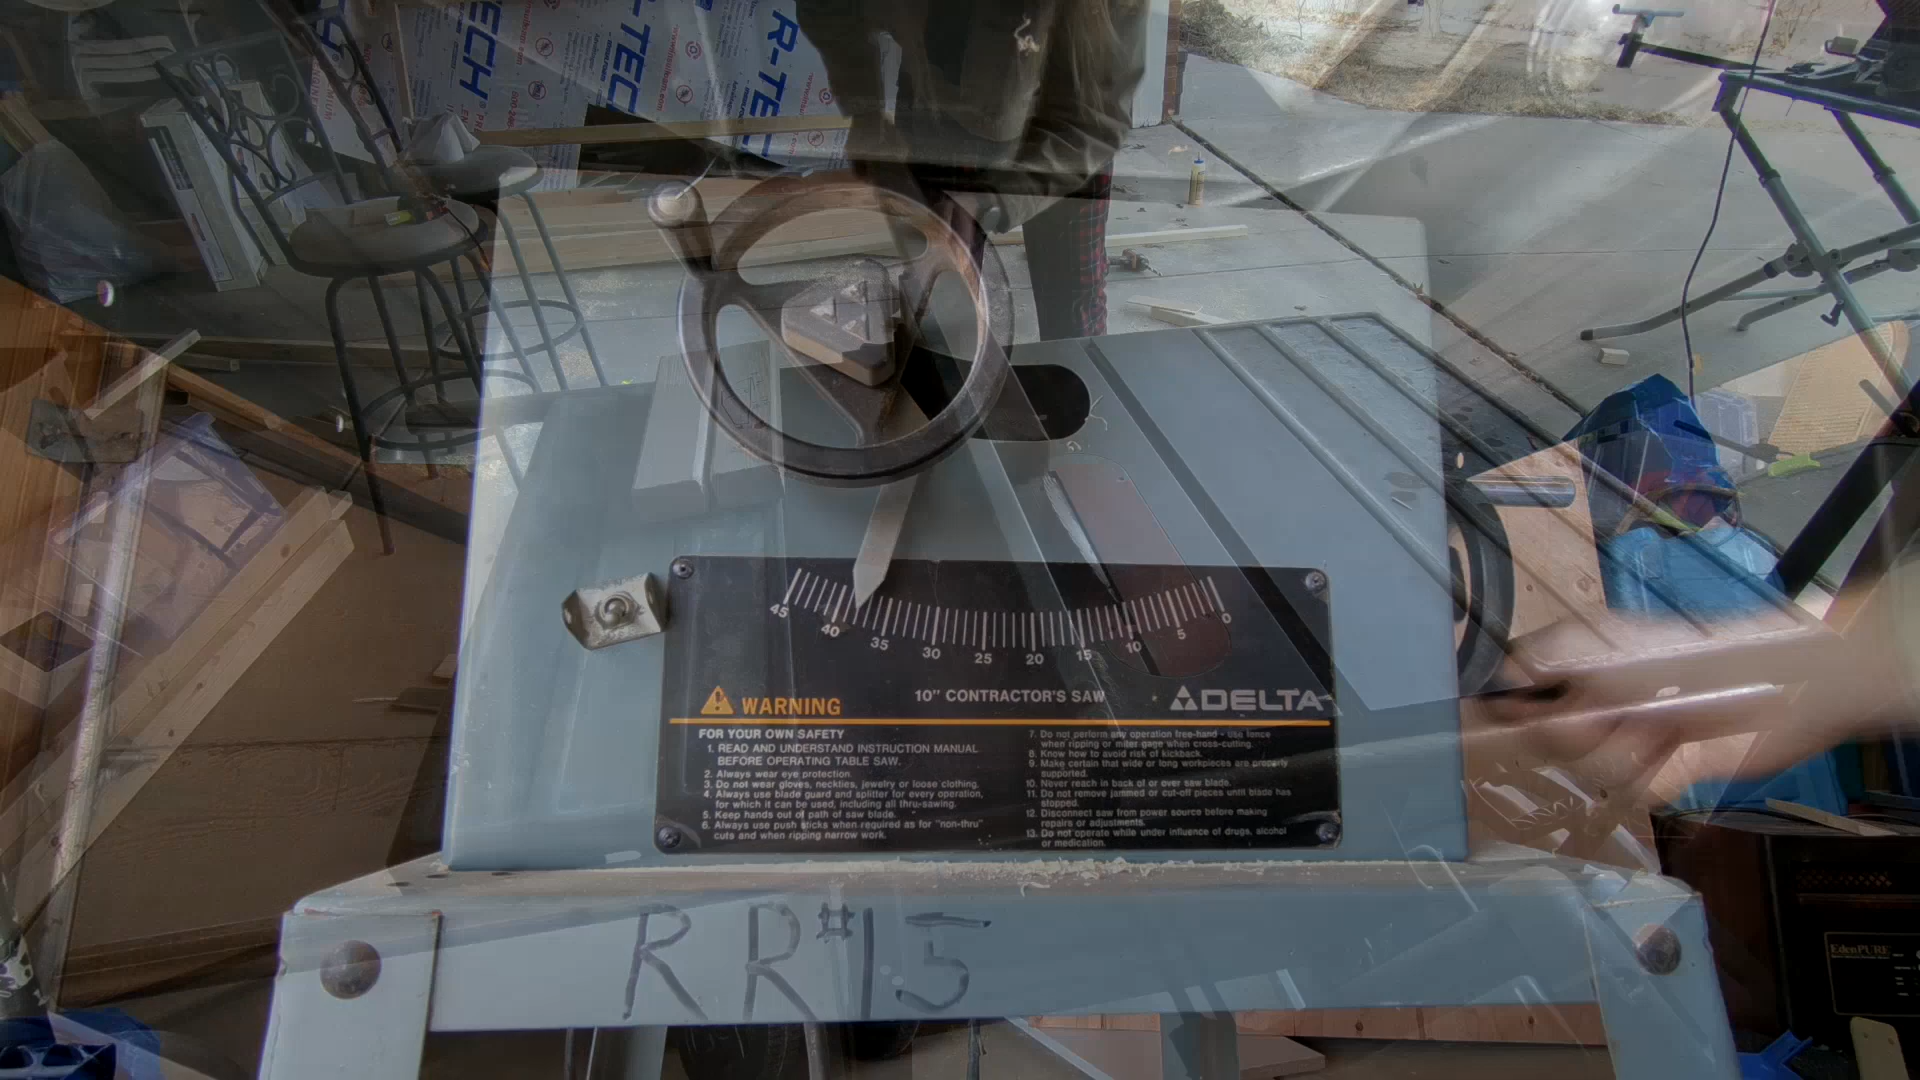 R-TECH
R-TECH
TECH
45
40
35
30
25
20
15
10
5
0
WARNING
10" CONTRACTOR'S SAW
DELTA
FOR YOUR OWN SAFETY
1. READ AND UNDERSTAND INSTRUCTION MANUAL
BEFORE OPERATING TABLE SAW.
2. Always wear eye protection.
3. Do not wear gloves, neckties, jewelry or loose clothing.
4. Always use blade guard and splitter for every operation,
for which it can be used, including all thru-sawing.
5. Keep hands out of path of saw blade.
6. Always use push sticks when required as for "non-thru"
cuts and when ripping narrow work.
7. Do not perform any operation free-hand - use fence
when ripping or miter gage when cross-cutting.
8. Know how to avoid risk of kickback.
9. Make certain that wide or long workpieces are properly
supported.
10. Never reach in back of or over saw blade.
11. Do not remove jammed or cut-off pieces until blade has
stopped.
12. Disconnect saw from power source before making
repairs or adjustments.
13. Do not operate while under influence of drugs, alcohol
or medication.
RR#15
EdenPURE